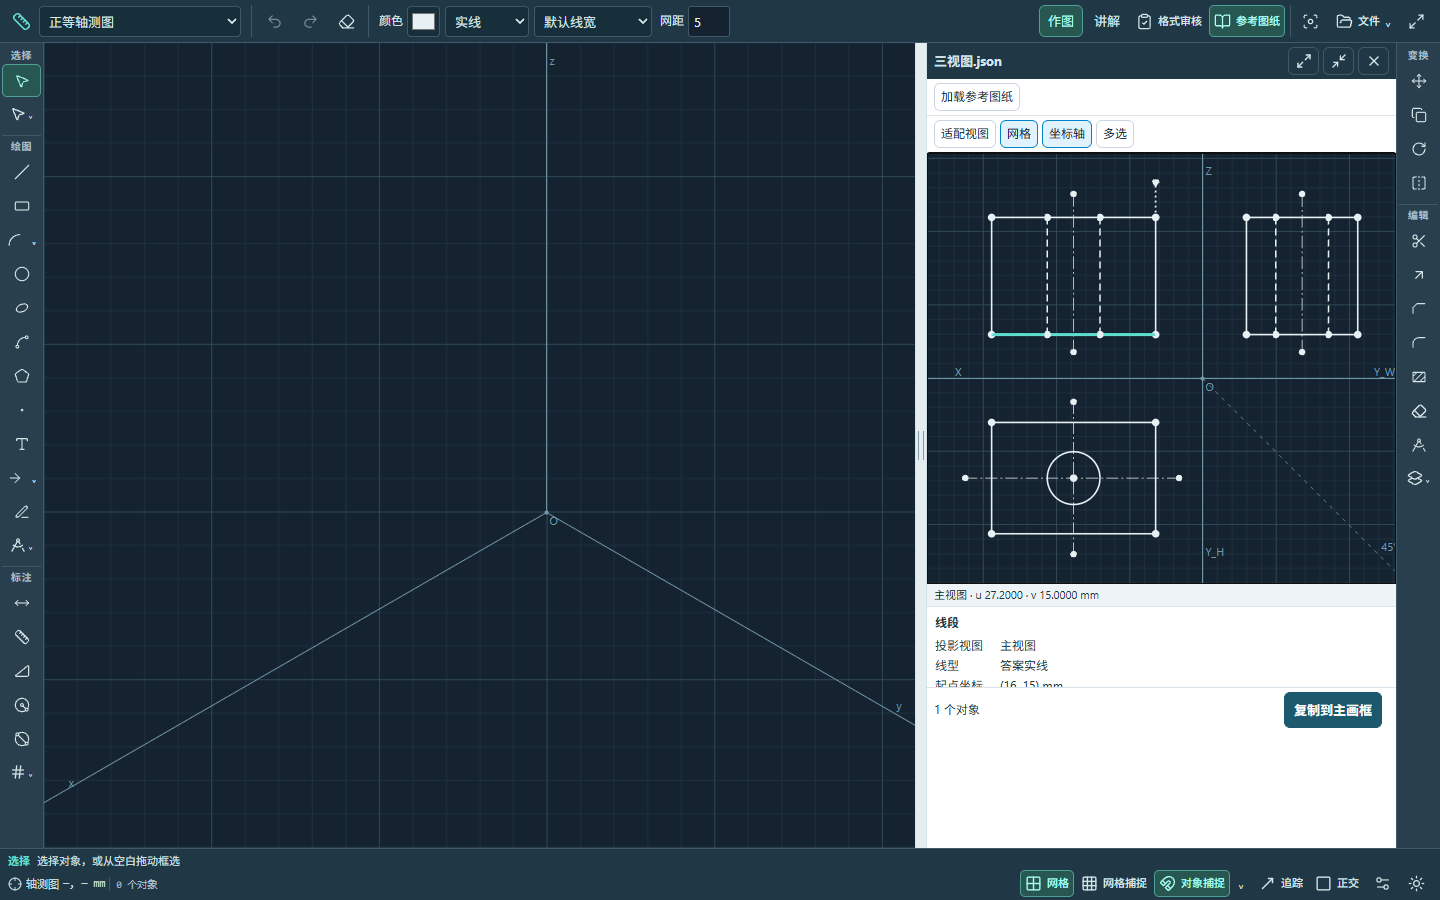 正等轴测图
颜色
实线
默认线宽
网距
5
作图
讲解
格式审核
参考图纸
文件
选择
绘图
标注
z
O
x
y
三视图.json
加载参考图纸
适配视图
网格
坐标轴
多选
Z
X
Y_W
O
Y_H
45°
主视图 · u 27.2000 · v 15.0000 mm
线段
投影视图 主视图
线型 答案实线
起点坐标 (16, 15) mm
1 个对象
复制到主画框
变换
编辑
选择 选择对象，或从空白拖动框选
轴测图 —, — mm
0 个对象
网格
网格捕捉
对象捕捉
追踪
正交